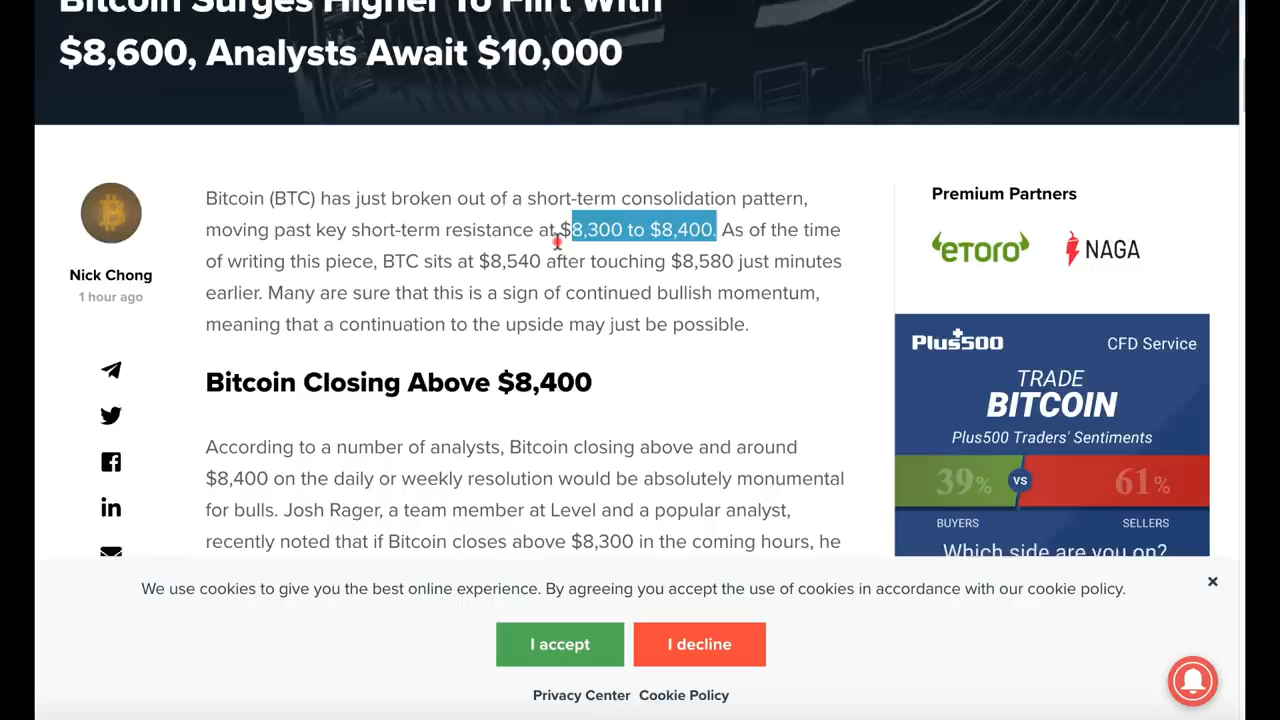 Bitcoin Surges Higher To Flirt With
$8,600, Analysts Await $10,000
Nick Chong
1 hour ago
Bitcoin (BTC) has just broken out of a short-term consolidation pattern,
moving past key short-term resistance at $8,300 to $8,400. As of the time
of writing this piece, BTC sits at $8,540 after touching $8,580 just minutes
earlier. Many are sure that this is a sign of continued bullish momentum,
meaning that a continuation to the upside may just be possible.
Bitcoin Closing Above $8,400
According to a number of analysts, Bitcoin closing above and around
$8,400 on the daily or weekly resolution would be absolutely monumental
for bulls. Josh Rager, a team member at Level and a popular analyst,
recently noted that if Bitcoin closes above $8,300 in the coming hours, he
Premium Partners
eToro
NAGA
Plus500
CFD Service
TRADE
BITCOIN
Plus500 Traders' Sentiments
39%
VS
61%
BUYERS
SELLERS
Which side are you on?
We use cookies to give you the best online experience. By agreeing you accept the use of cookies in accordance with our cookie policy.
I accept
I decline
Privacy Center
Cookie Policy